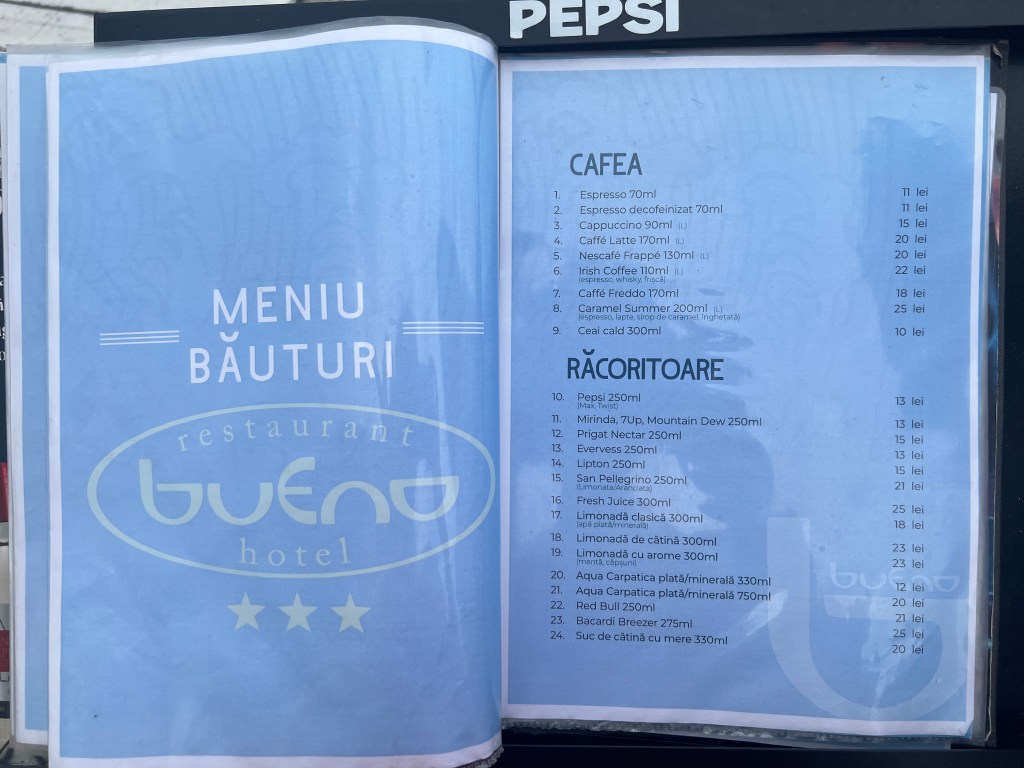 PEPSI
MENIU
BĂUTURI
restaurant
buEno
hotel
CAFEA
1. Espresso 70ml 11 lei
2. Espresso decofeinizat 70ml 11 lei
3. Cappuccino 90ml (L) 15 lei
4. Caffé Latte 170ml (L) 20 lei
5. Nescafé Frappé 130ml (L) 20 lei
6. Irish Coffee 110ml (L) 22 lei
(espresso, whisky, frișcă)
7. Caffé Freddo 170ml 18 lei
8. Caramel Summer 200ml (L) 25 lei
(espresso, lapte, sirop de caramel, înghețată)
9. Ceai cald 300ml 10 lei
RĂCORITOARE
10. Pepsi 250ml 13 lei
(Max, Twist)
11. Mirinda, 7Up, Mountain Dew 250ml 13 lei
12. Prigat Nectar 250ml 15 lei
13. Evervess 250ml 13 lei
14. Lipton 250ml 15 lei
15. San Pellegrino 250ml 21 lei
(Limonata/Aranciata)
16. Fresh Juice 300ml 25 lei
17. Limonadă clasică 300ml 18 lei
(apă plată/minerală)
18. Limonadă de cătină 300ml 23 lei
19. Limonadă cu arome 300ml 23 lei
(mentă, căpșuni)
20. Aqua Carpatica plată/minerală 330ml 12 lei
21. Aqua Carpatica plată/minerală 750ml 20 lei
22. Red Bull 250ml 21 lei
23. Bacardi Breezer 275ml 25 lei
24. Suc de cătină cu mere 330ml 20 lei
buEno